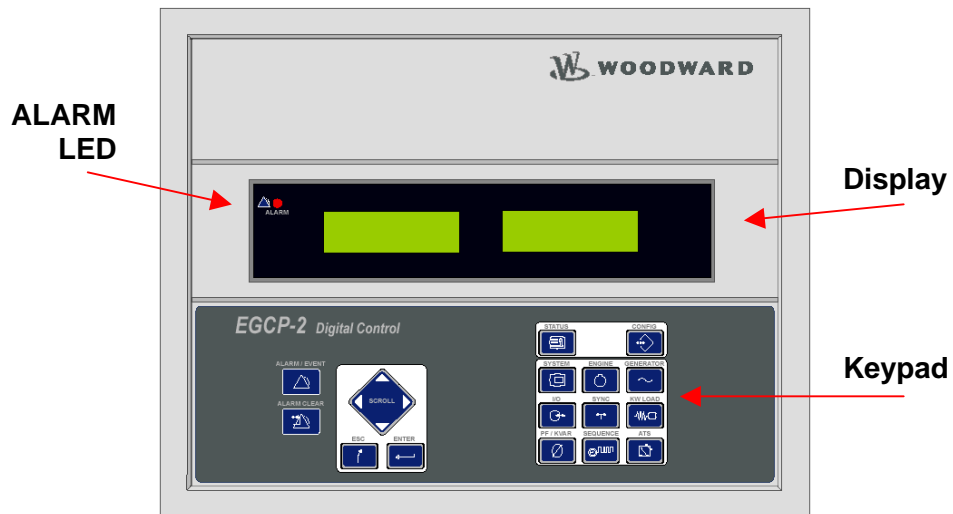 WOODWARD
ALARM
LED
Display
ALARM
EGCP-2 Digital Control
STATUS
CONFIG
ALARM / EVENT
SYSTEM
ENGINE
GENERATOR
Keypad
SCROLL
ALARM CLEAR
I/O
SYNC
KW LOAD
ESC
ENTER
PF / KVAR
SEQUENCE
ATS